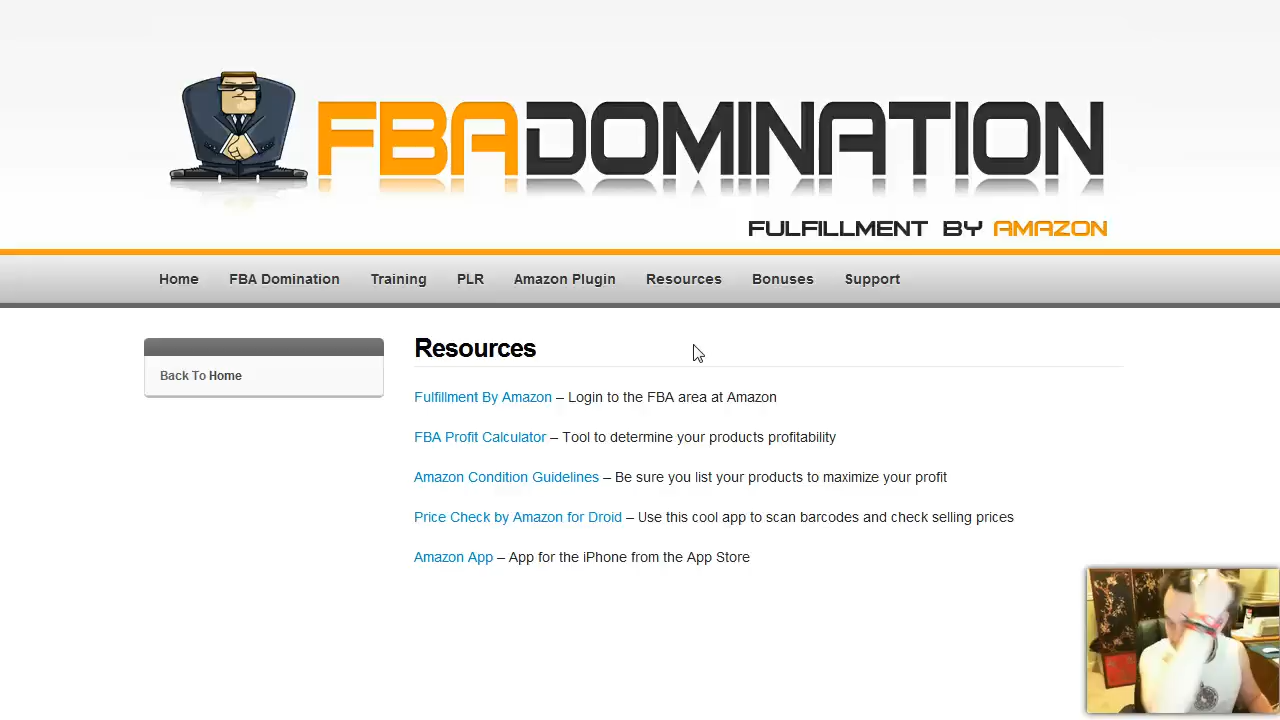 FBADOMINATION
FULFILLMENT BY AMAZON
Home FBA Domination Training PLR Amazon Plugin Resources Bonuses Support
Back To Home
Resources
Fulfillment By Amazon – Login to the FBA area at Amazon
FBA Profit Calculator – Tool to determine your products profitability
Amazon Condition Guidelines – Be sure you list your products to maximize your profit
Price Check by Amazon for Droid – Use this cool app to scan barcodes and check selling prices
Amazon App – App for the iPhone from the App Store